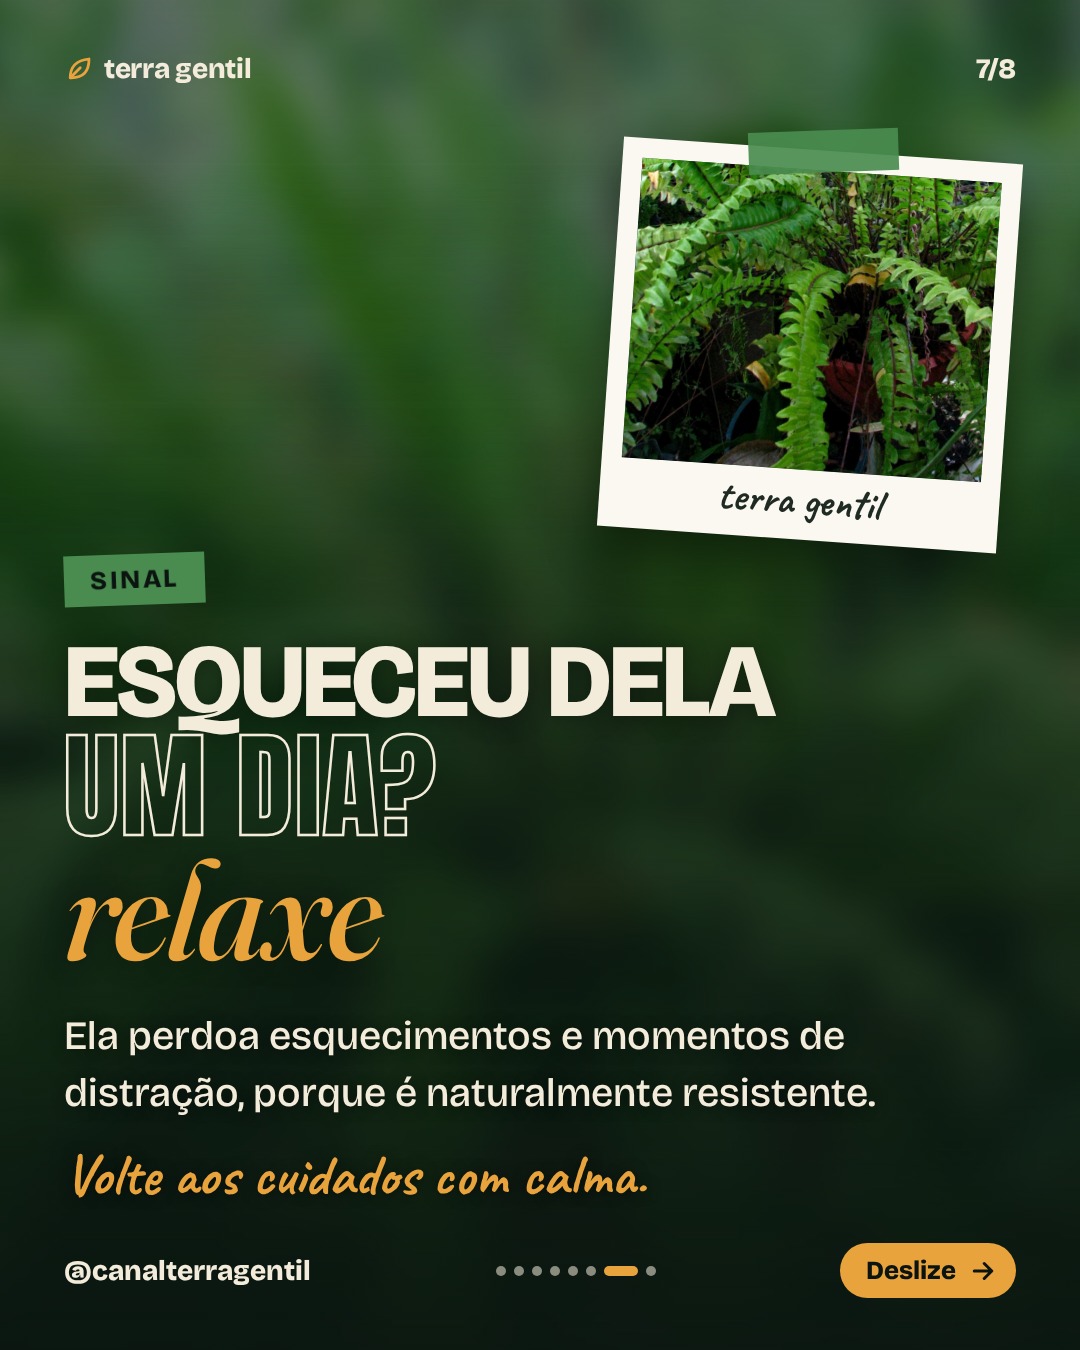 terra gentil
7/8
terra gentil
SINAL
ESQUECEU DELA
UM DIA?
relaxe
Ela perdoa esquecimentos e momentos de
distração, porque é naturalmente resistente.
Volte aos cuidados com calma.
@canalterragentil
Deslize →